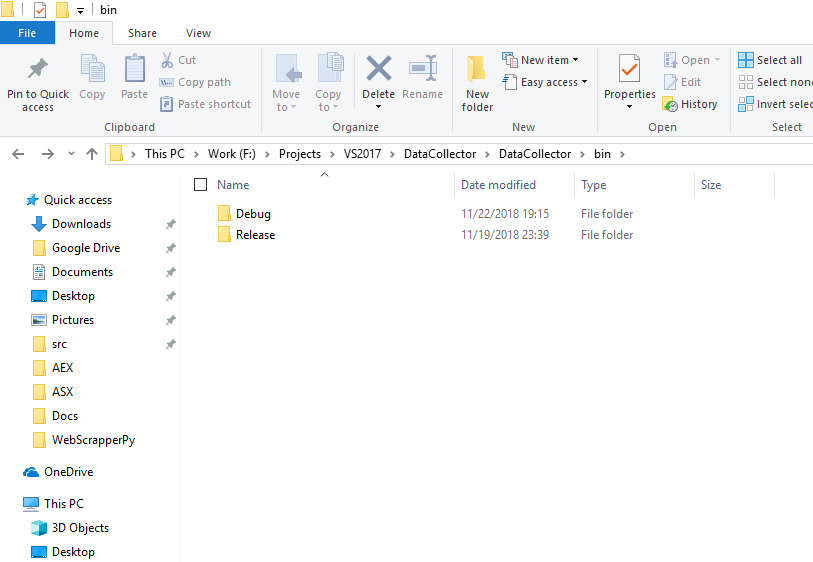 bin
File Home Share View
Pin to Quick access
Copy
Paste
Cut
Copy path
Paste shortcut
Clipboard
Move to
Copy to
Delete
Rename
Organize
New folder
New item
Easy access
New
Properties
Open
Edit
History
Open
Select all
Select none
Invert selec
Select
This PC > Work (F:) > Projects > VS2017 > DataCollector > DataCollector > bin >
Name Date modified Type Size
Debug 11/22/2018 19:15 File folder
Release 11/19/2018 23:39 File folder
Quick access
Downloads
Google Drive
Documents
Desktop
Pictures
src
AEX
ASX
Docs
WebScrapperPy
OneDrive
This PC
3D Objects
Desktop